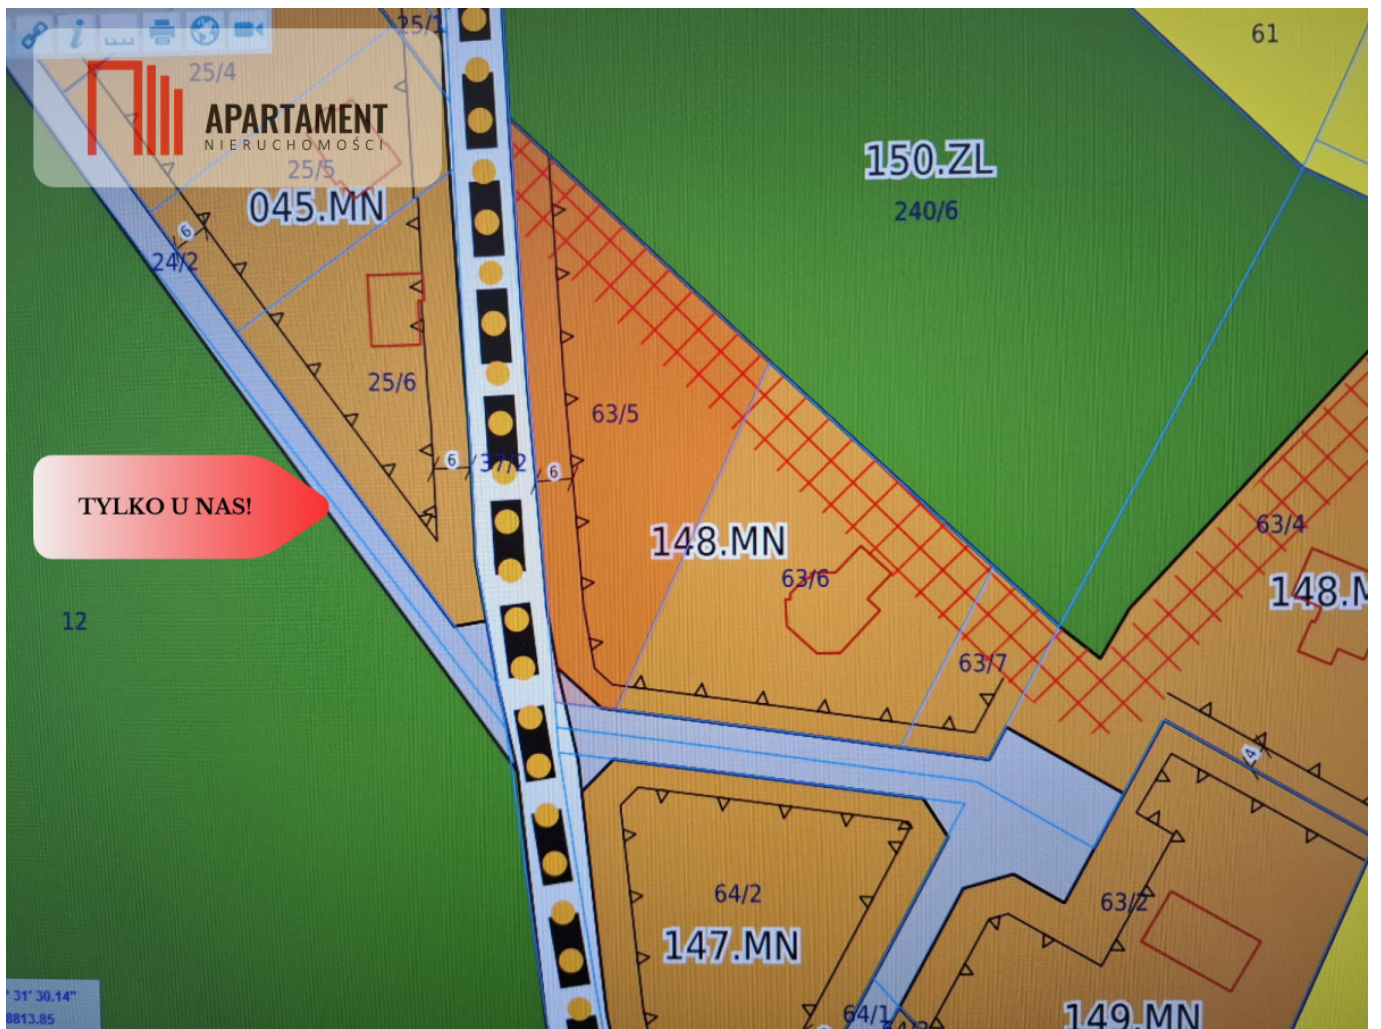 25/1
61
25/4
APARTAMENT
NIERUCHOMOŚCI
25/5
150.ZL
240/6
045.MN
6
24/2
25/6
63/5
6
37/2
6
TYLKO U NAS!
63/4
148.MN
63/6
148.M
12
63/7
4
64/2
63/2
147.MN
31' 30.14"
8813.85
64/1
149.MN